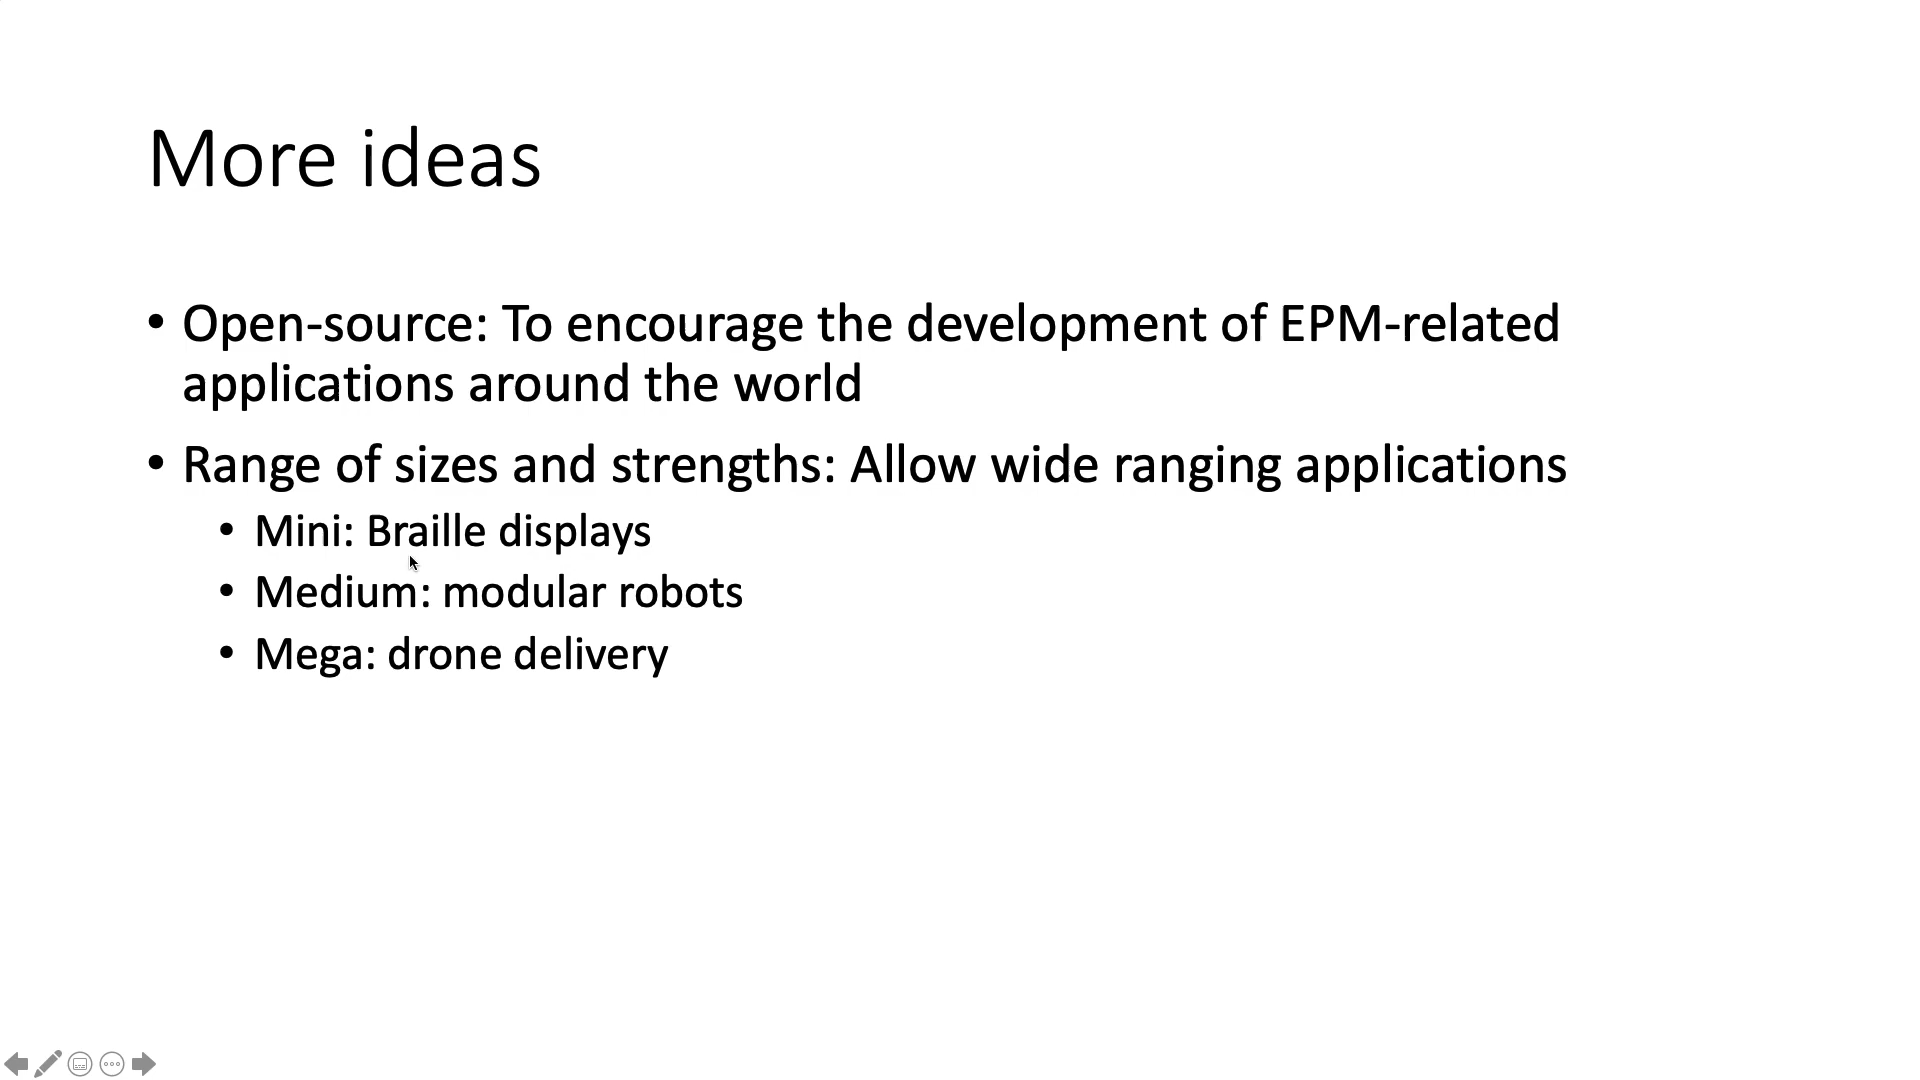 More ideas
• Open-source: To encourage the development of EPM-related
applications around the world
• Range of sizes and strengths: Allow wide ranging applications
• Mini: Braille displays
• Medium: modular robots
• Mega: drone delivery